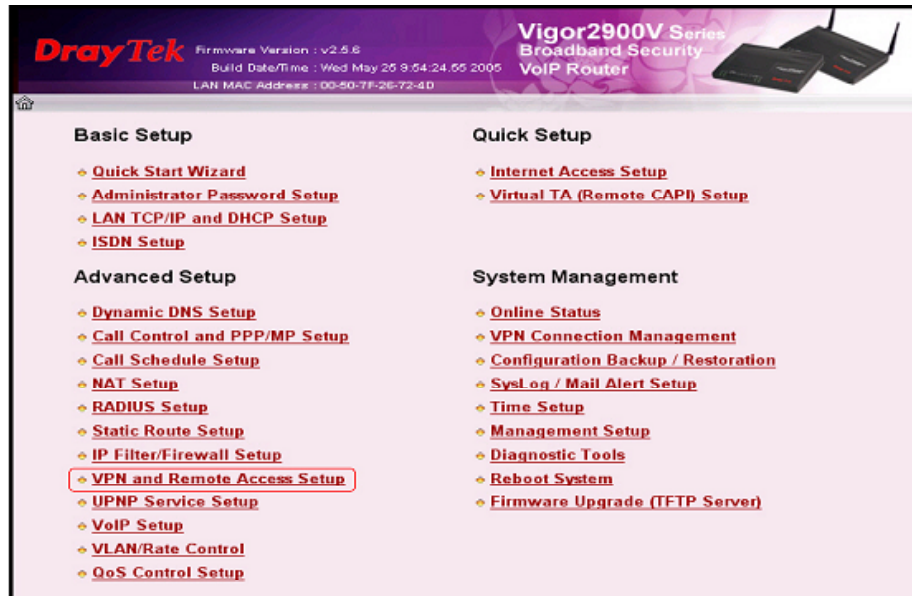 DrayTek
Firmware Version : v2.5.6
Build Date/Time : Wed May 25 9:54:24.55 2005
LAN MAC Address : 00-50-7F-26-72-4D
Vigor2900V Series
Broadband Security
VoIP Router
Basic Setup
Quick Start Wizard
Administrator Password Setup
LAN TCP/IP and DHCP Setup
ISDN Setup
Quick Setup
Internet Access Setup
Virtual TA (Remote CAPI) Setup
Advanced Setup
Dynamic DNS Setup
Call Control and PPP/MP Setup
Call Schedule Setup
NAT Setup
RADIUS Setup
Static Route Setup
IP Filter/Firewall Setup
VPN and Remote Access Setup
UPNP Service Setup
VoIP Setup
VLAN/Rate Control
QoS Control Setup
System Management
Online Status
VPN Connection Management
Configuration Backup / Restoration
SysLog / Mail Alert Setup
Time Setup
Management Setup
Diagnostic Tools
Reboot System
Firmware Upgrade (TFTP Server)